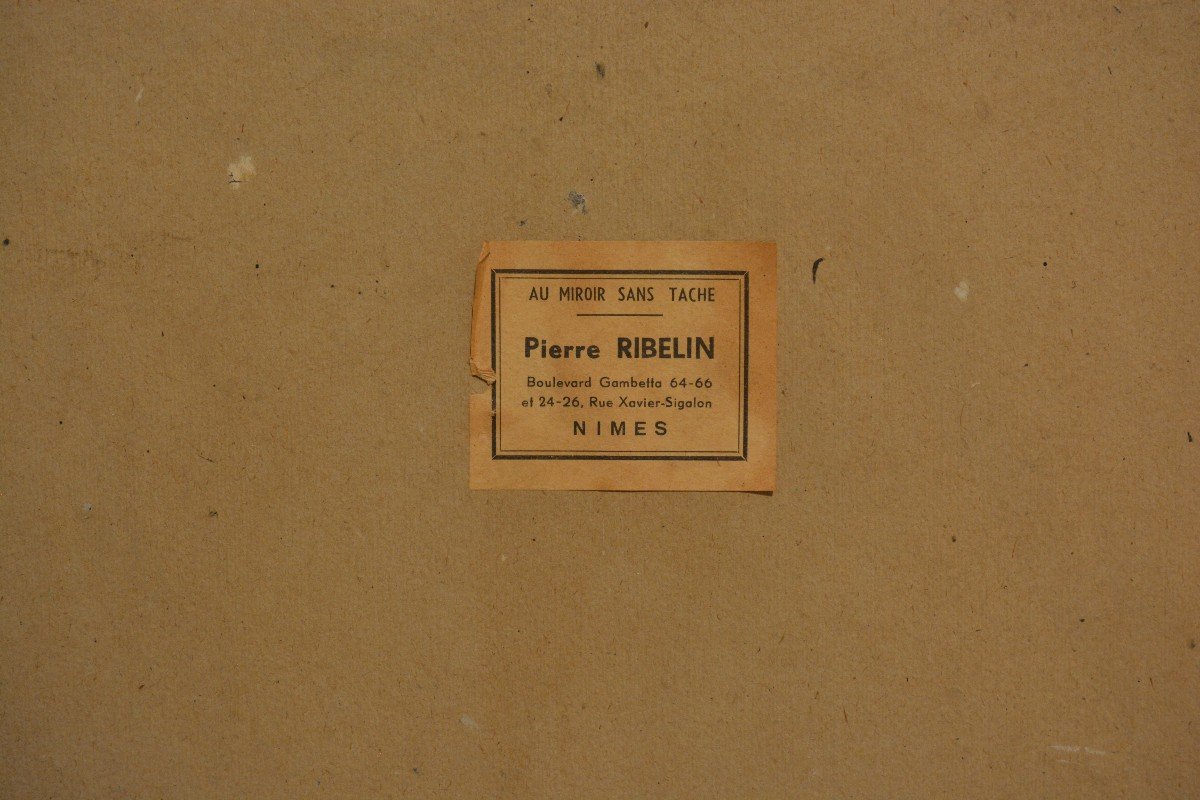 AU MIROIR SANS TACHE
Pierre RIBELIN
Boulevard Gambetta 64-66
et 24-26, Rue Xavier-Sigalon
NIMES